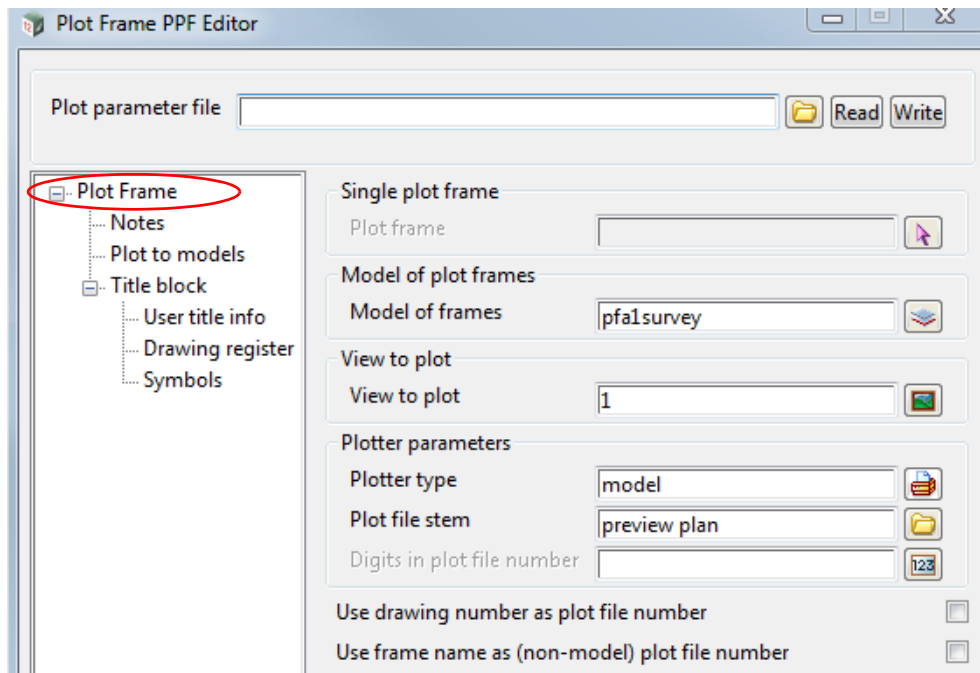 Plot Frame PPF Editor
Plot parameter file
Read
Write
Plot Frame
Notes
Plot to models
Title block
User title info
Drawing register
Symbols
Single plot frame
Plot frame
Model of plot frames
Model of frames pfa1survey
View to plot
View to plot 1
Plotter parameters
Plotter type model
Plot file stem preview plan
Digits in plot file number 123
Use drawing number as plot file number
Use frame name as (non-model) plot file number